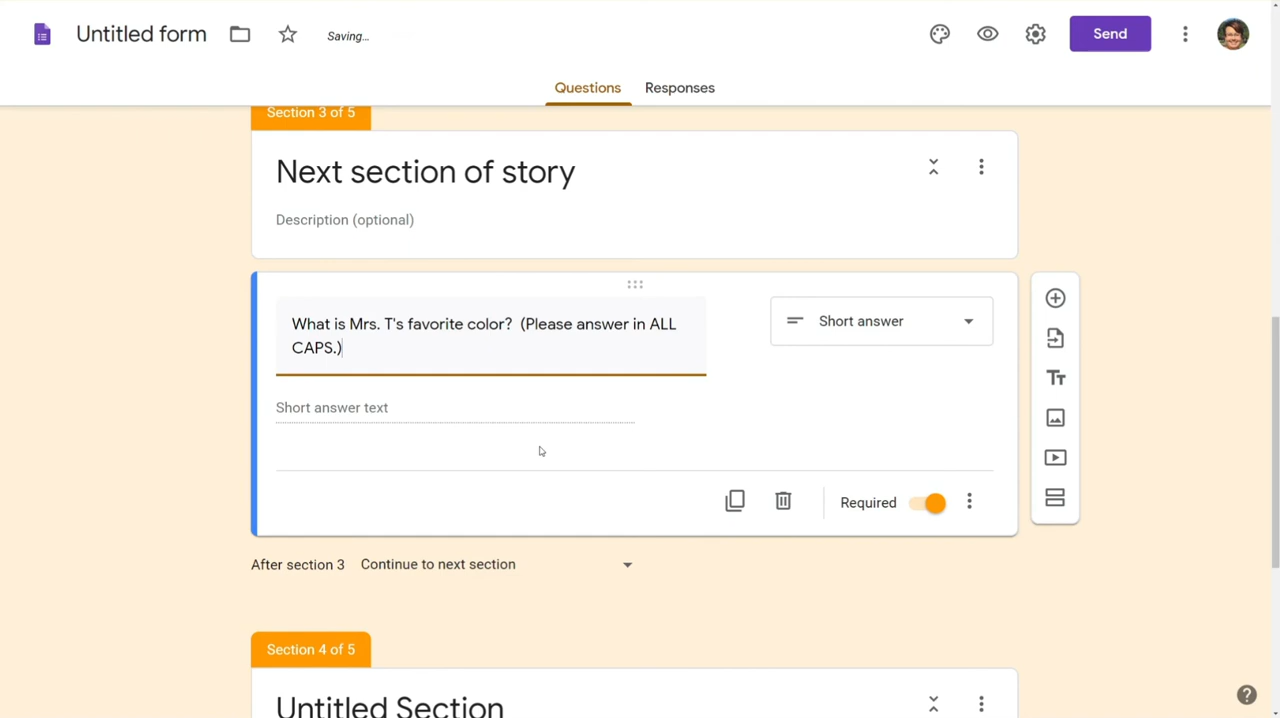 Untitled form
Saving...
Send
Questions
Responses
Section 3 of 5
Next section of story
Description (optional)
What is Mrs. T's favorite color?  (Please answer in ALL
CAPS.)
Short answer
Short answer text
Required
After section 3
Continue to next section
Section 4 of 5
Untitled Section